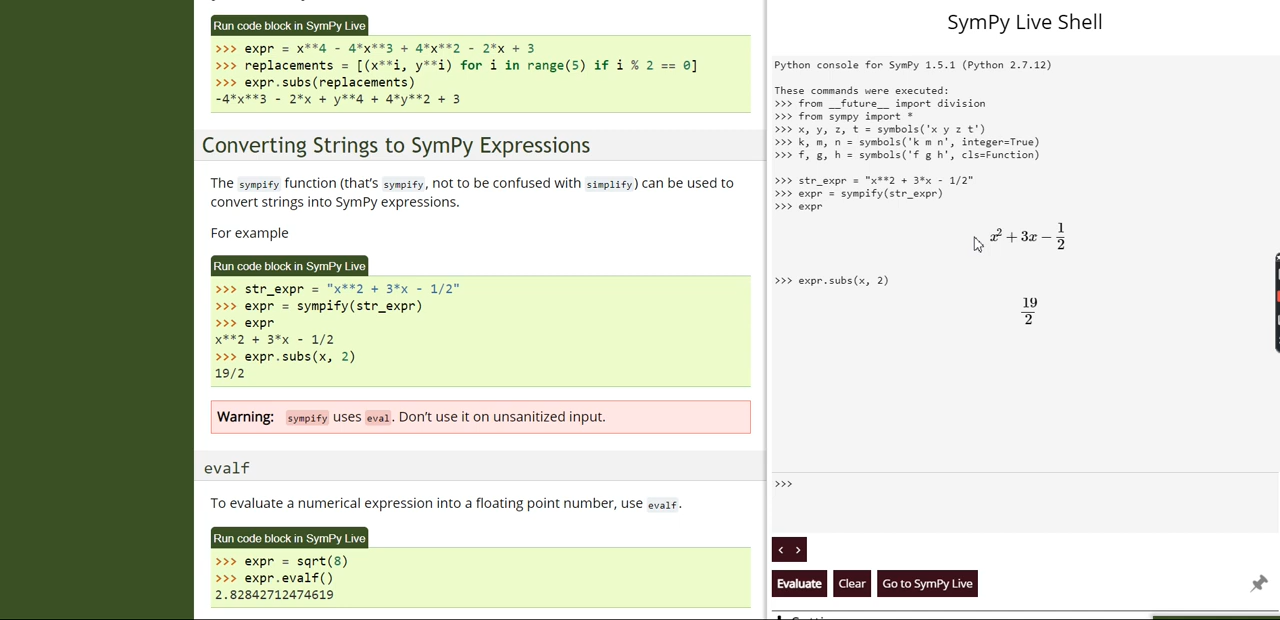 Run code block in SymPy Live
>>> expr = x**4 - 4*x**3 + 4*x**2 - 2*x + 3
>>> replacements = [(x**i, y**i) for i in range(5) if i % 2 == 0]
>>> expr.subs(replacements)
-4*x**3 - 2*x + y**4 + 4*y**2 + 3
Converting Strings to SymPy Expressions
The sympify function (that's sympify, not to be confused with simplify) can be used to
convert strings into SymPy expressions.
For example
Run code block in SymPy Live
>>> str_expr = "x**2 + 3*x - 1/2"
>>> expr = sympify(str_expr)
>>> expr
x**2 + 3*x - 1/2
>>> expr.subs(x, 2)
19/2
Warning: sympify uses eval. Don't use it on unsanitized input.
evalf
To evaluate a numerical expression into a floating point number, use evalf.
Run code block in SymPy Live
>>> expr = sqrt(8)
>>> expr.evalf()
2.82842712474619
SymPy Live Shell
Python console for SymPy 1.5.1 (Python 2.7.12)
These commands were executed:
>>> from __future__ import division
>>> from sympy import *
>>> x, y, z, t = symbols('x y z t')
>>> k, m, n = symbols('k m n', integer=True)
>>> f, g, h = symbols('f g h', cls=Function)
>>> str_expr = "x**2 + 3*x - 1/2"
>>> expr = sympify(str_expr)
>>> expr
x² + 3x − 1/2
>>> expr.subs(x, 2)
19/2
>>>
< >
Evaluate Clear Go to SymPy Live